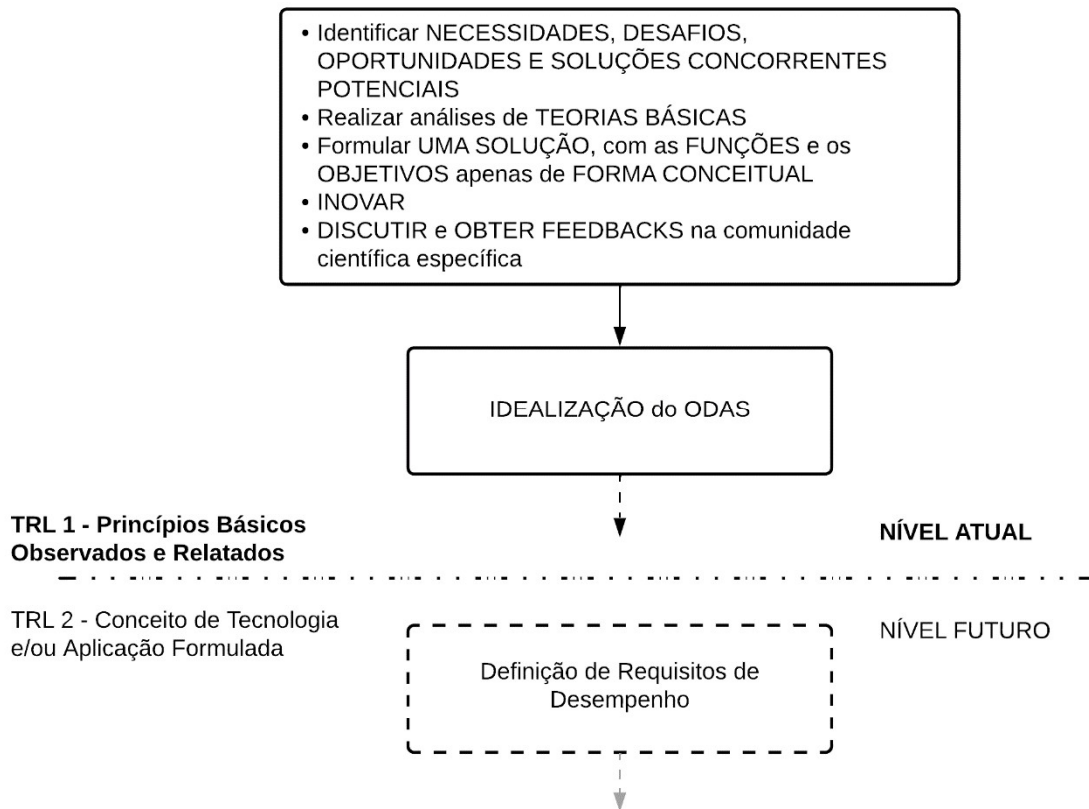 • Identificar NECESSIDADES, DESAFIOS,
OPORTUNIDADES E SOLUÇÕES CONCORRENTES
POTENCIAIS
• Realizar análises de TEORIAS BÁSICAS
• Formular UMA SOLUÇÃO, com as FUNÇÕES e os
OBJETIVOS apenas de FORMA CONCEITUAL
• INOVAR
• DISCUTIR e OBTER FEEDBACKS na comunidade
científica específica
IDEALIZAÇÃO do ODAS
TRL 1 - Princípios Básicos
Observados e Relatados
NÍVEL ATUAL
TRL 2 - Conceito de Tecnologia
e/ou Aplicação Formulada
Definição de Requisitos de
Desempenho
NÍVEL FUTURO